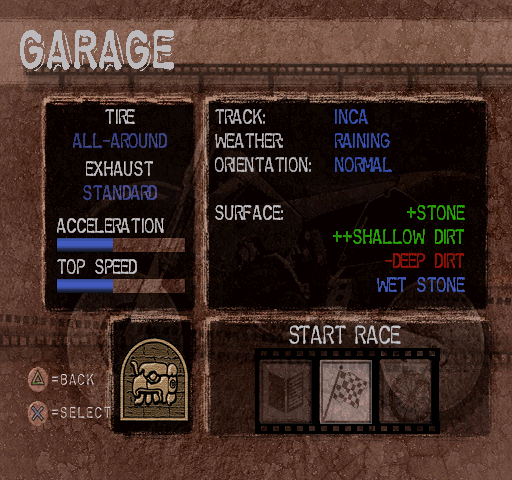 GARAGE
TIRE
ALL-AROUND
EXHAUST
STANDARD
ACCELERATION
TOP SPEED
TRACK: INCA
WEATHER: RAINING
ORIENTATION: NORMAL
SURFACE: +STONE
++SHALLOW DIRT
-DEEP DIRT
WET STONE
START RACE
=BACK
=SELECT